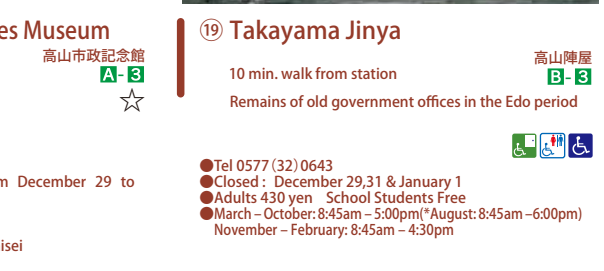 es Museum
高山市政記念館
A-3
☆
m December 29 to
isei
⑲ Takayama Jinya
高山陣屋
10 min. walk from station
B-3
Remains of old government offices in the Edo period
●Tel 0577（32）0643
●Closed : December 29,31 & January 1
●Adults 430 yen School Students Free
●March – October: 8:45am – 5:00pm(*August: 8:45am –6:00pm)
November – February: 8:45am – 4:30pm